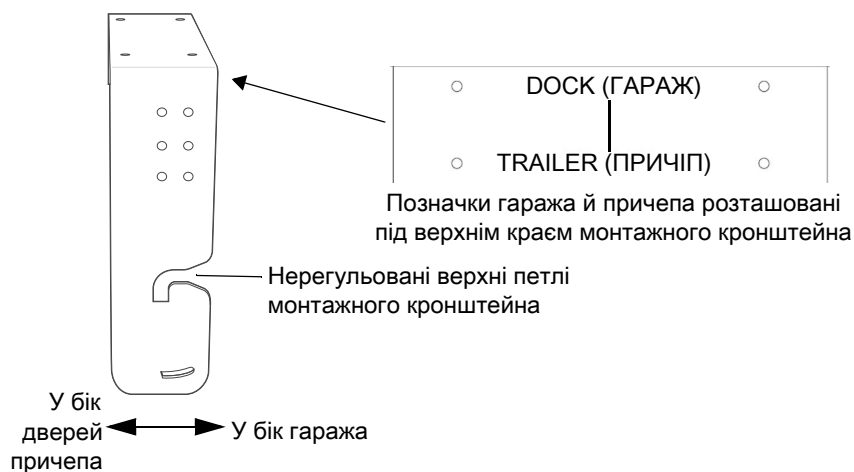 DOCK (ГАРАЖ)
TRAILER (ПРИЧІП)
Позначки гаража й причепа розташовані
під верхнім краєм монтажного кронштейна
Нерегульовані верхні петлі
монтажного кронштейна
У бік
дверей
причепа
У бік гаража